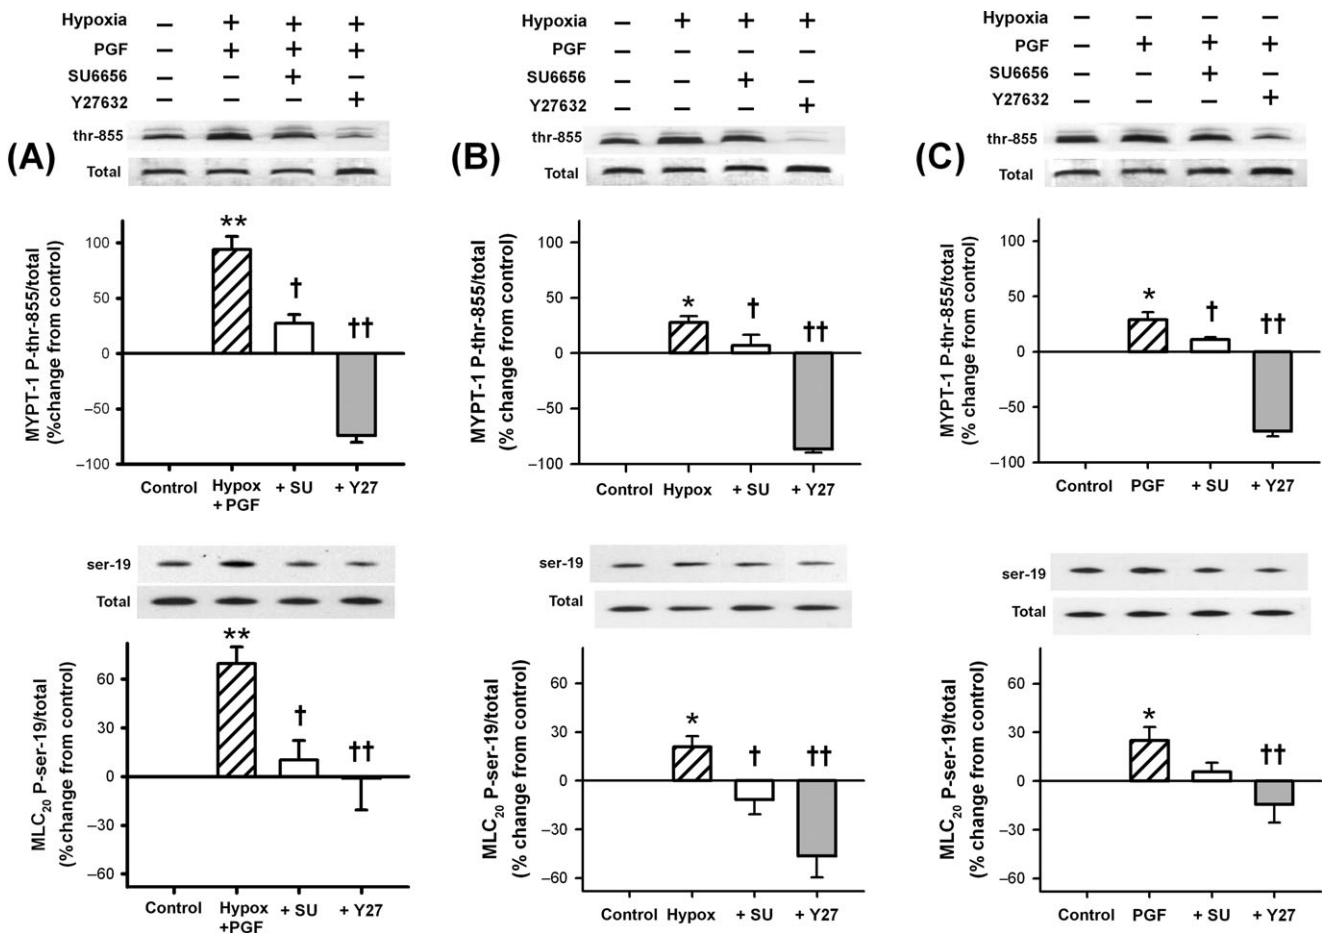 Hypoxia − + + +
PGF − + + +
SU6656 − − + −
Y27632 − − − +
thr-855
(A)
Total
MYPT-1 P-thr-855/total
(%change from control)
100
50
0
−50
−100
**
†
††
Control Hypox + PGF + SU + Y27
ser-19
Total
MLC20 P-ser-19/total
(%change from control)
60
30
0
−30
−60
**
†
††
Control Hypox +PGF + SU + Y27
Hypoxia − + + +
PGF − − − −
SU6656 − − + −
Y27632 − − − +
thr-855
(B)
Total
MYPT-1 P-thr-855/total
(% change from control)
100
50
0
−50
−100
*
†
††
Control Hypox + SU + Y27
ser-19
Total
MLC20 P-ser-19/total
(% change from control)
60
30
0
−30
−60
*
†
††
Control Hypox + SU + Y27
Hypoxia − − − −
PGF − + + +
SU6656 − − + −
Y27632 − − − +
thr-855
(C)
Total
MYPT-1 P-thr-855/total
(% change from control)
100
50
0
−50
−100
*
†
††
Control PGF + SU + Y27
ser-19
Total
MLC20 P-ser-19/total
(% change from control)
60
30
0
−30
−60
*
††
Control PGF + SU + Y27